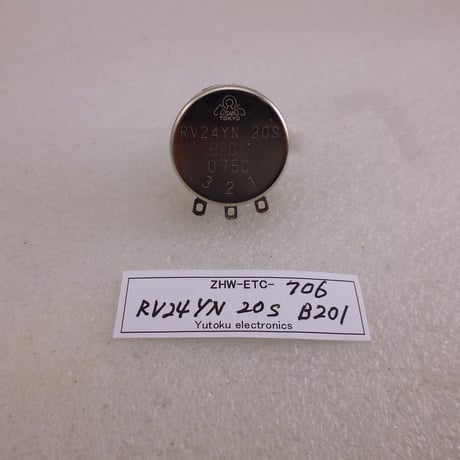 COSMOS
TOKYO
RV24YN 20S
B201
075C
3 2 1
ZHW-ETC- 706
RV24YN 20S B201
Yutoku electronics